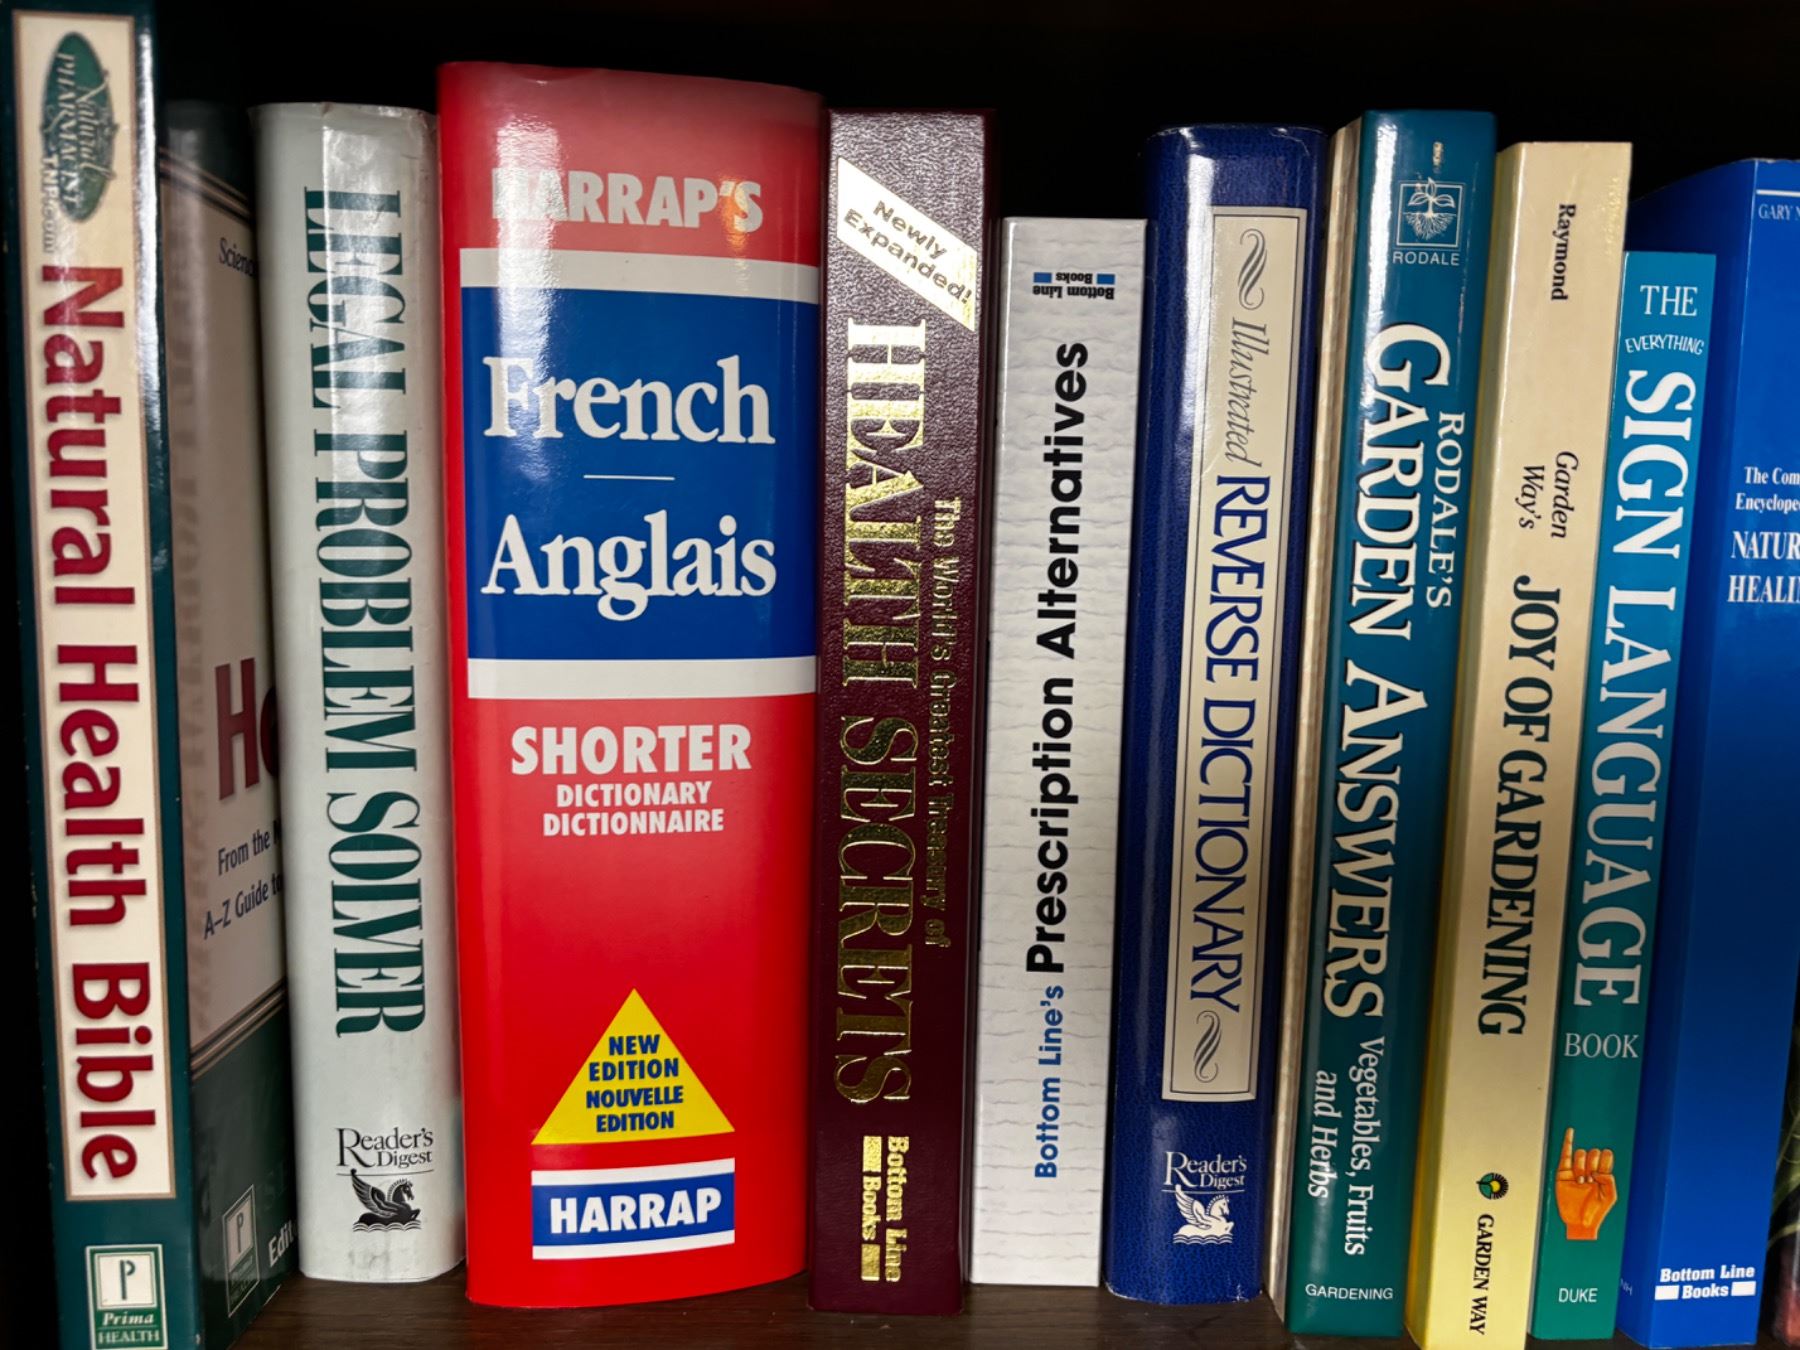 Natural
PHARMACIST
TNP.com
Natural Health Bible
Prima
HEALTH
From the
A–Z Guide
LEGAL PROBLEM SOLVER
Reader's
Digest
HARRAP'S
French
Anglais
SHORTER
DICTIONARY
DICTIONNAIRE
NEW
EDITION
NOUVELLE
EDITION
HARRAP
Newly
Expanded!
The World's Greatest Treasury of
HEALTH SECRETS
Bottom Line
Books
Bottom Line
Books
Bottom Line's Prescription Alternatives
Illustrated REVERSE DICTIONARY
Reader's
Digest
RODALE
RODALE'S
GARDEN ANSWERS
Vegetables, Fruits
and Herbs
GARDENING
Raymond
Garden
Way's
JOY OF GARDENING
GARDEN WAY
THE
EVERYTHING
SIGN LANGUAGE
BOOK
DUKE
GARY
The
Bottom Line
Books